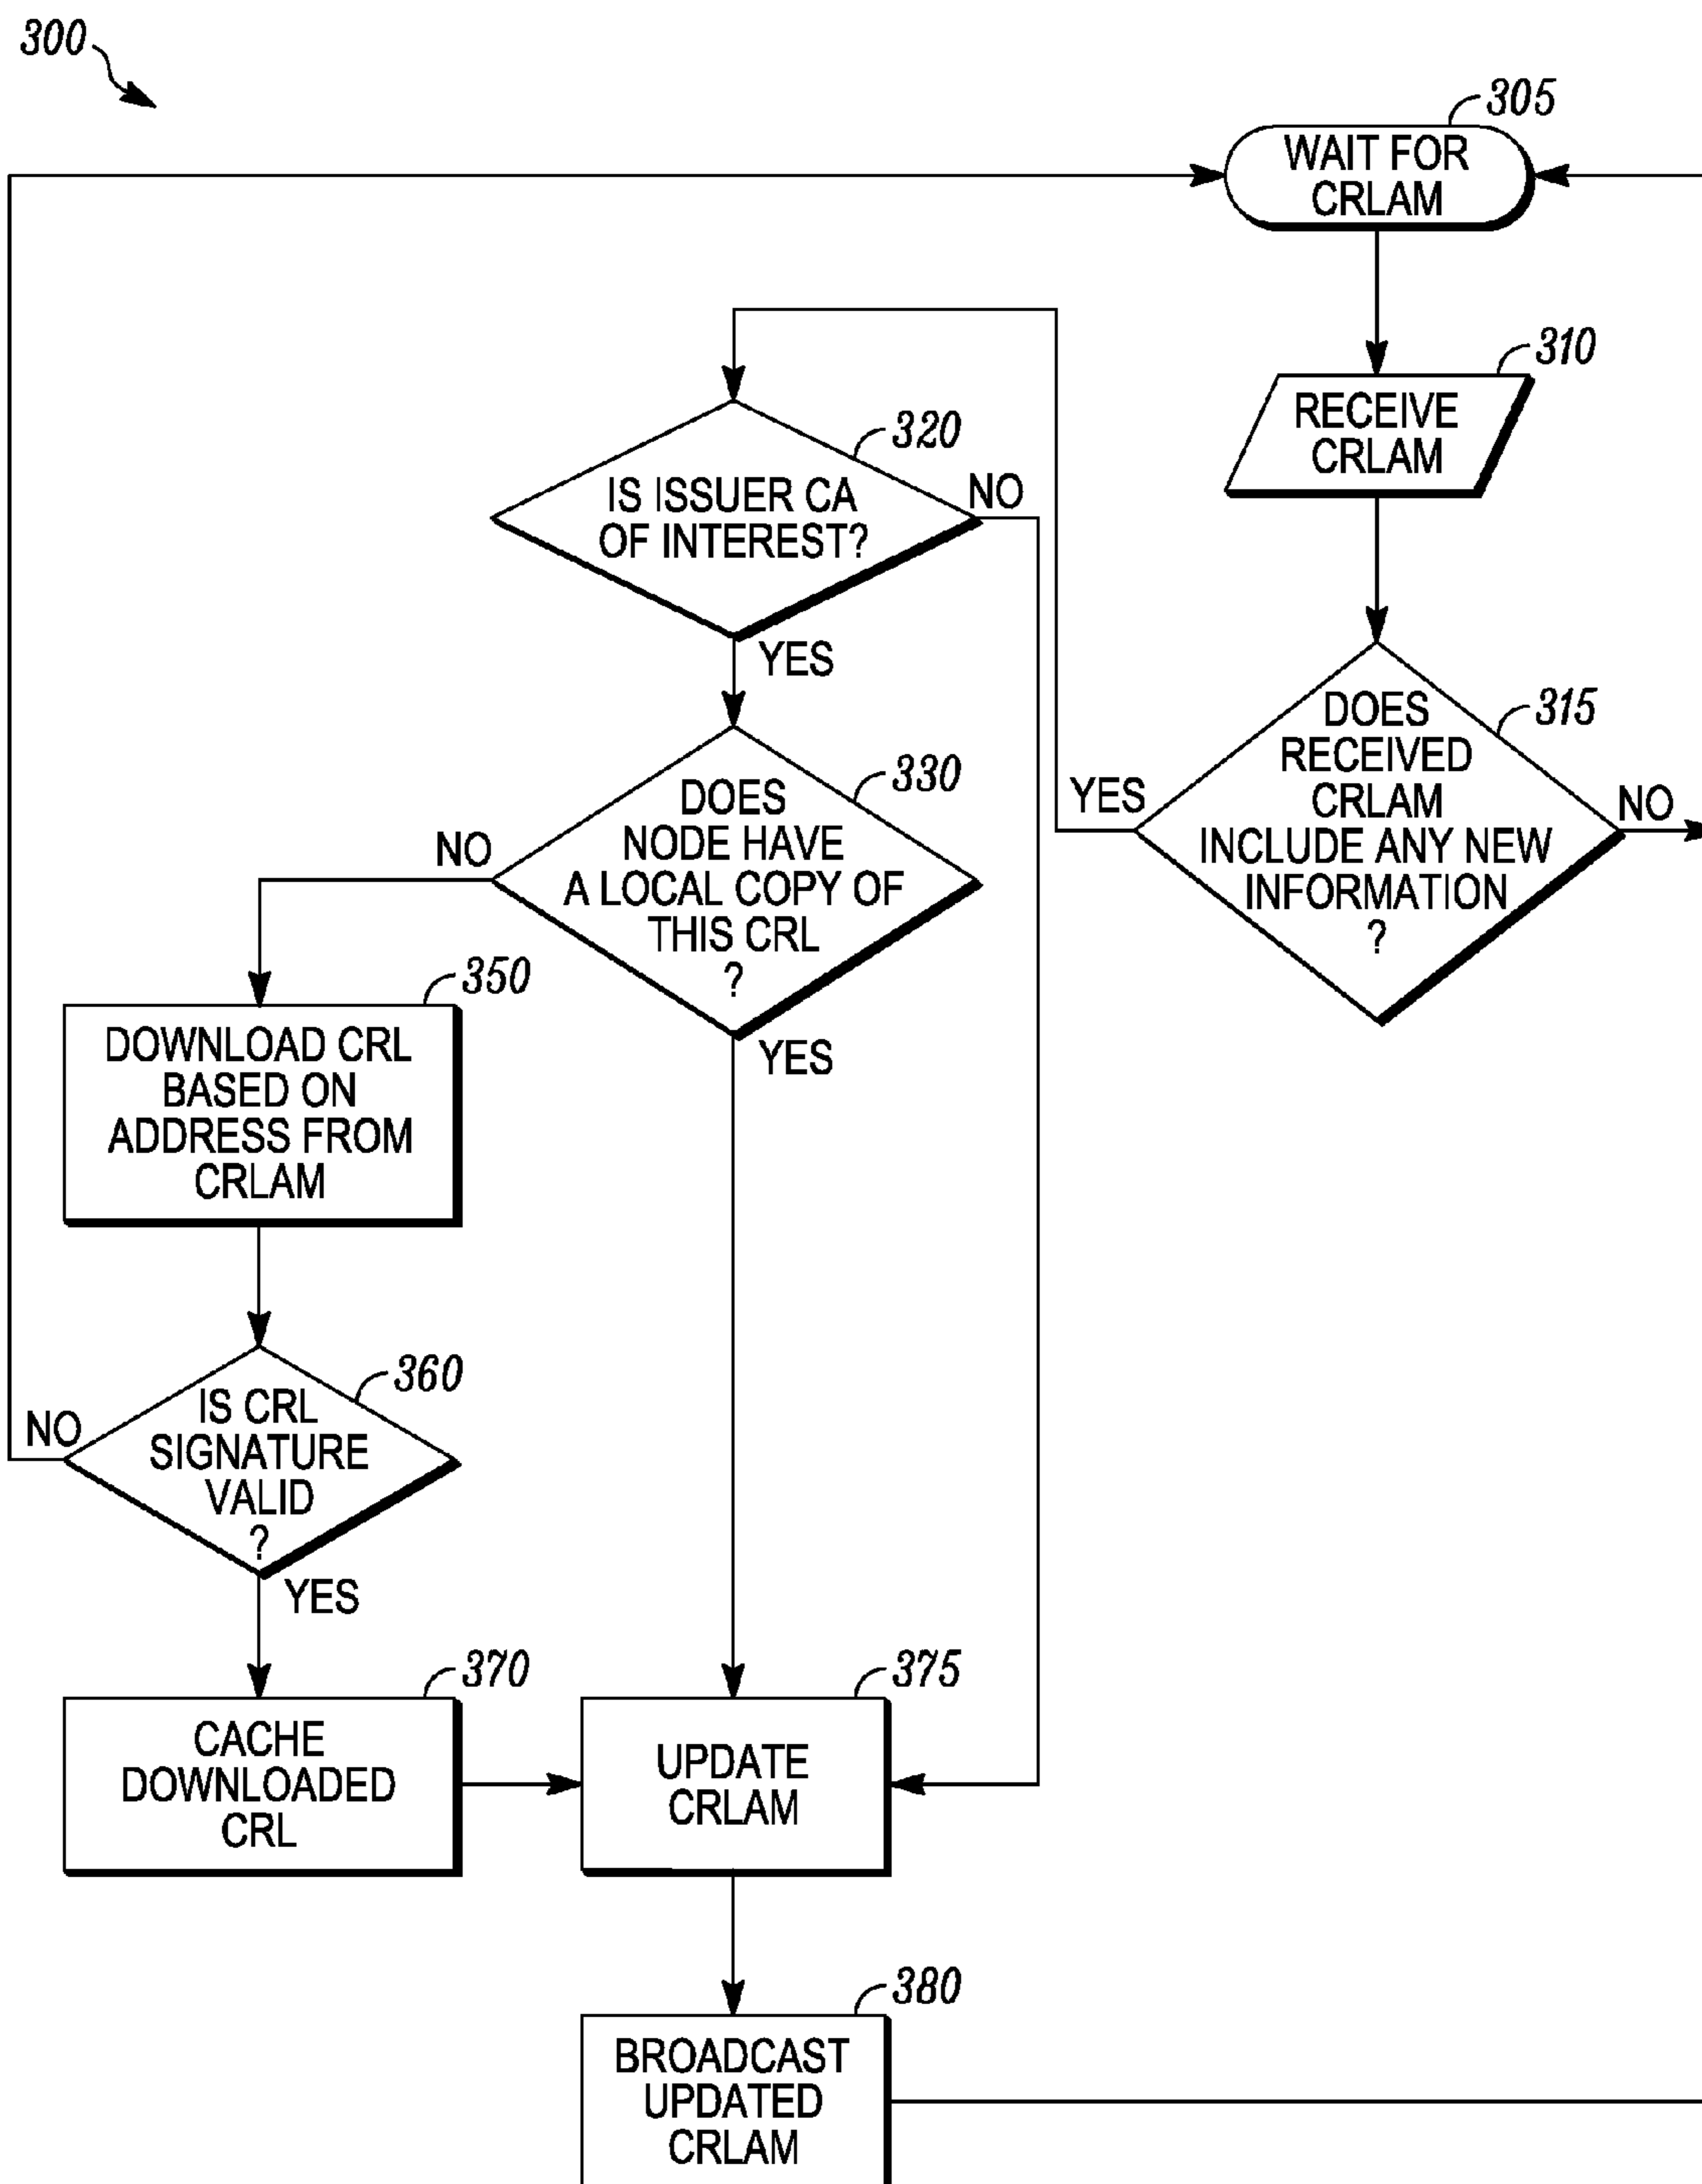 300
305
WAIT FOR
CRLAM
310
RECEIVE
CRLAM
315
DOES
RECEIVED
CRLAM
INCLUDE ANY NEW
INFORMATION
?
YES
NO
320
IS ISSUER CA
OF INTEREST?
NO
YES
330
DOES
NODE HAVE
A LOCAL COPY OF
THIS CRL
?
NO
YES
350
DOWNLOAD CRL
BASED ON
ADDRESS FROM
CRLAM
360
IS CRL
SIGNATURE
VALID
?
NO
YES
370
CACHE
DOWNLOADED
CRL
375
UPDATE
CRLAM
380
BROADCAST
UPDATED
CRLAM